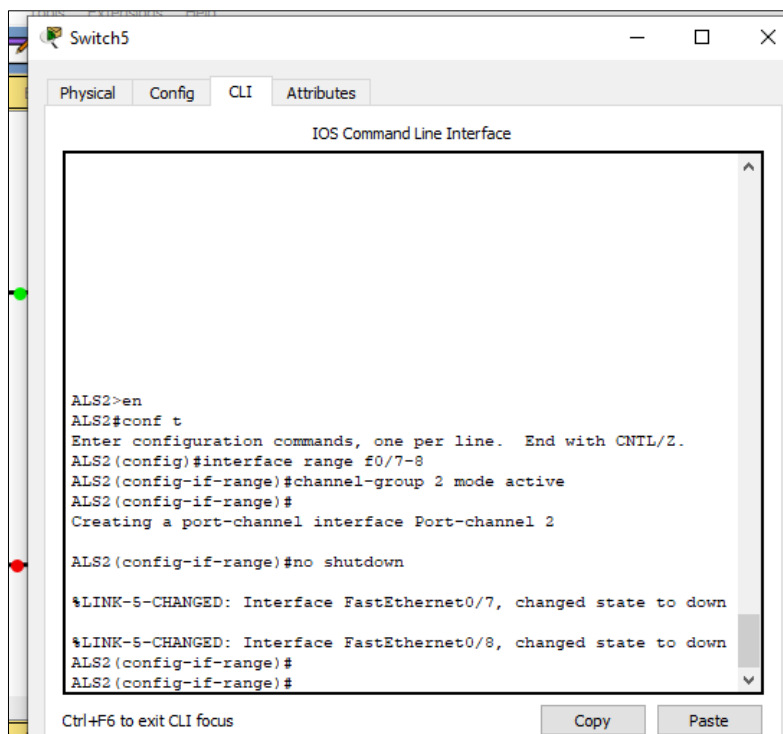 Tools Extensions Help
Switch5
Physical Config CLI Attributes
IOS Command Line Interface
ALS2>en
ALS2#conf t
Enter configuration commands, one per line.  End with CNTL/Z.
ALS2(config)#interface range f0/7-8
ALS2(config-if-range)#channel-group 2 mode active
ALS2(config-if-range)#
Creating a port-channel interface Port-channel 2
ALS2(config-if-range)#no shutdown
%LINK-5-CHANGED: Interface FastEthernet0/7, changed state to down
%LINK-5-CHANGED: Interface FastEthernet0/8, changed state to down
ALS2(config-if-range)#
ALS2(config-if-range)#
Ctrl+F6 to exit CLI focus
Copy Paste